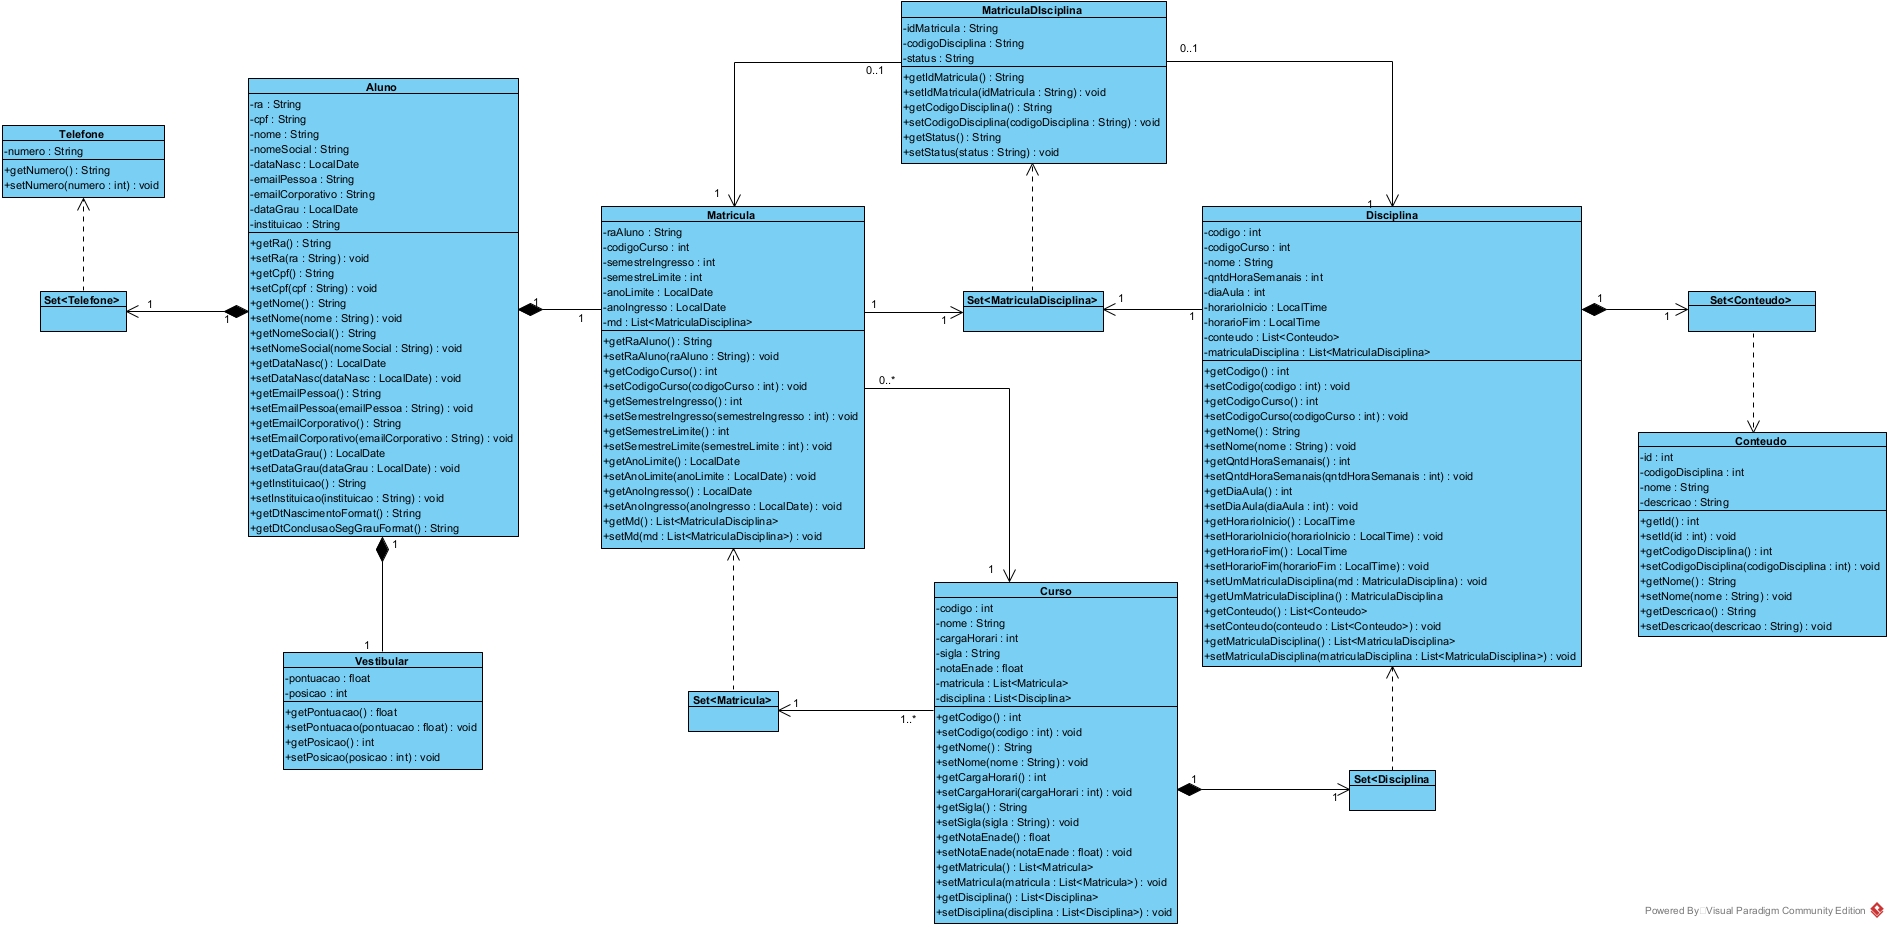 MatriculaDIsciplina
-idMatricula : String
-codigoDisciplina : String
-status : String
+getIdMatricula() : String
+setIdMatricula(idMatricula : String) : void
+getCodigoDisciplina() : String
+setCodigoDisciplina(codigoDisciplina : String) : void
+getStatus() : String
+setStatus(status : String) : void
0..1
0..1
1
1
Aluno
-ra : String
-cpf : String
-nome : String
-nomeSocial : String
-dataNasc : LocalDate
-emailPessoa : String
-emailCorporativo : String
-dataGrau : LocalDate
-instituicao : String
+getRa() : String
+setRa(ra : String) : void
+getCpf() : String
+setCpf(cpf : String) : void
+getNome() : String
+setNome(nome : String) : void
+getNomeSocial() : String
+setNomeSocial(nomeSocial : String) : void
+getDataNasc() : LocalDate
+setDataNasc(dataNasc : LocalDate) : void
+getEmailPessoa() : String
+setEmailPessoa(emailPessoa : String) : void
+getEmailCorporativo() : String
+setEmailCorporativo(emailCorporativo : String) : void
+getDataGrau() : LocalDate
+setDataGrau(dataGrau : LocalDate) : void
+getInstituicao() : String
+setInstituicao(instituicao : String) : void
+getDtNascimentoFormat() : String
+getDtConclusaoSegGrauFormat() : String
Telefone
-numero : String
+getNumero() : String
+setNumero(numero : int) : void
Set<Telefone>
1
1
1
1
Matricula
-raAluno : String
-codigoCurso : int
-semestreIngresso : int
-semestreLimite : int
-anoLimite : LocalDate
-anoIngresso : LocalDate
-md : List<MatriculaDisciplina>
+getRaAluno() : String
+setRaAluno(raAluno : String) : void
+getCodigoCurso() : int
+setCodigoCurso(codigoCurso : int) : void
+getSemestreIngresso() : int
+setSemestreIngresso(semestreIngresso : int) : void
+getSemestreLimite() : int
+setSemestreLimite(semestreLimite : int) : void
+getAnoLimite() : LocalDate
+setAnoLimite(anoLimite : LocalDate) : void
+getAnoIngresso() : LocalDate
+setAnoIngresso(anoIngresso : LocalDate) : void
+getMd() : List<MatriculaDisciplina>
+setMd(md : List<MatriculaDisciplina>) : void
1
1
Set<MatriculaDisciplina>
1
1
Disciplina
-codigo : int
-codigoCurso : int
-nome : String
-qntdHoraSemanais : int
-diaAula : int
-horarioInicio : LocalTime
-horarioFim : LocalTime
-conteudo : List<Conteudo>
-matriculaDisciplina : List<MatriculaDisciplina>
+getCodigo() : int
+setCodigo(codigo : int) : void
+getCodigoCurso() : int
+setCodigoCurso(codigoCurso : int) : void
+getNome() : String
+setNome(nome : String) : void
+getQntdHoraSemanais() : int
+setQntdHoraSemanais(qntdHoraSemanais : int) : void
+getDiaAula() : int
+setDiaAula(diaAula : int) : void
+getHorarioInicio() : LocalTime
+setHorarioInicio(horarioInicio : LocalTime) : void
+getHorarioFim() : LocalTime
+setHorarioFim(horarioFim : LocalTime) : void
+setUmMatriculaDisciplina(md : MatriculaDisciplina) : void
+getUmMatriculaDisciplina() : MatriculaDisciplina
+getConteudo() : List<Conteudo>
+setConteudo(conteudo : List<Conteudo>) : void
+getMatriculaDisciplina() : List<MatriculaDisciplina>
+setMatriculaDisciplina(matriculaDisciplina : List<MatriculaDisciplina>) : void
1
1
Set<Conteudo>
Conteudo
-id : int
-codigoDisciplina : int
-nome : String
-descricao : String
+getId() : int
+setId(id : int) : void
+getCodigoDisciplina() : int
+setCodigoDisciplina(codigoDisciplina : int) : void
+getNome() : String
+setNome(nome : String) : void
+getDescricao() : String
+setDescricao(descricao : String) : void
0..*
1
1
1
Vestibular
-pontuacao : float
-posicao : int
+getPontuacao() : float
+setPontuacao(pontuacao : float) : void
+getPosicao() : int
+setPosicao(posicao : int) : void
Set<Matricula>
1
1..*
Curso
-codigo : int
-nome : String
-cargaHorari : int
-sigla : String
-notaEnade : float
-matricula : List<Matricula>
-disciplina : List<Disciplina>
+getCodigo() : int
+setCodigo(codigo : int) : void
+getNome() : String
+setNome(nome : String) : void
+getCargaHorari() : int
+setCargaHorari(cargaHorari : int) : void
+getSigla() : String
+setSigla(sigla : String) : void
+getNotaEnade() : float
+setNotaEnade(notaEnade : float) : void
+getMatricula() : List<Matricula>
+setMatricula(matricula : List<Matricula>) : void
+getDisciplina() : List<Disciplina>
+setDisciplina(disciplina : List<Disciplina>) : void
1
1
Set<Disciplina
Powered By Visual Paradigm Community Edition